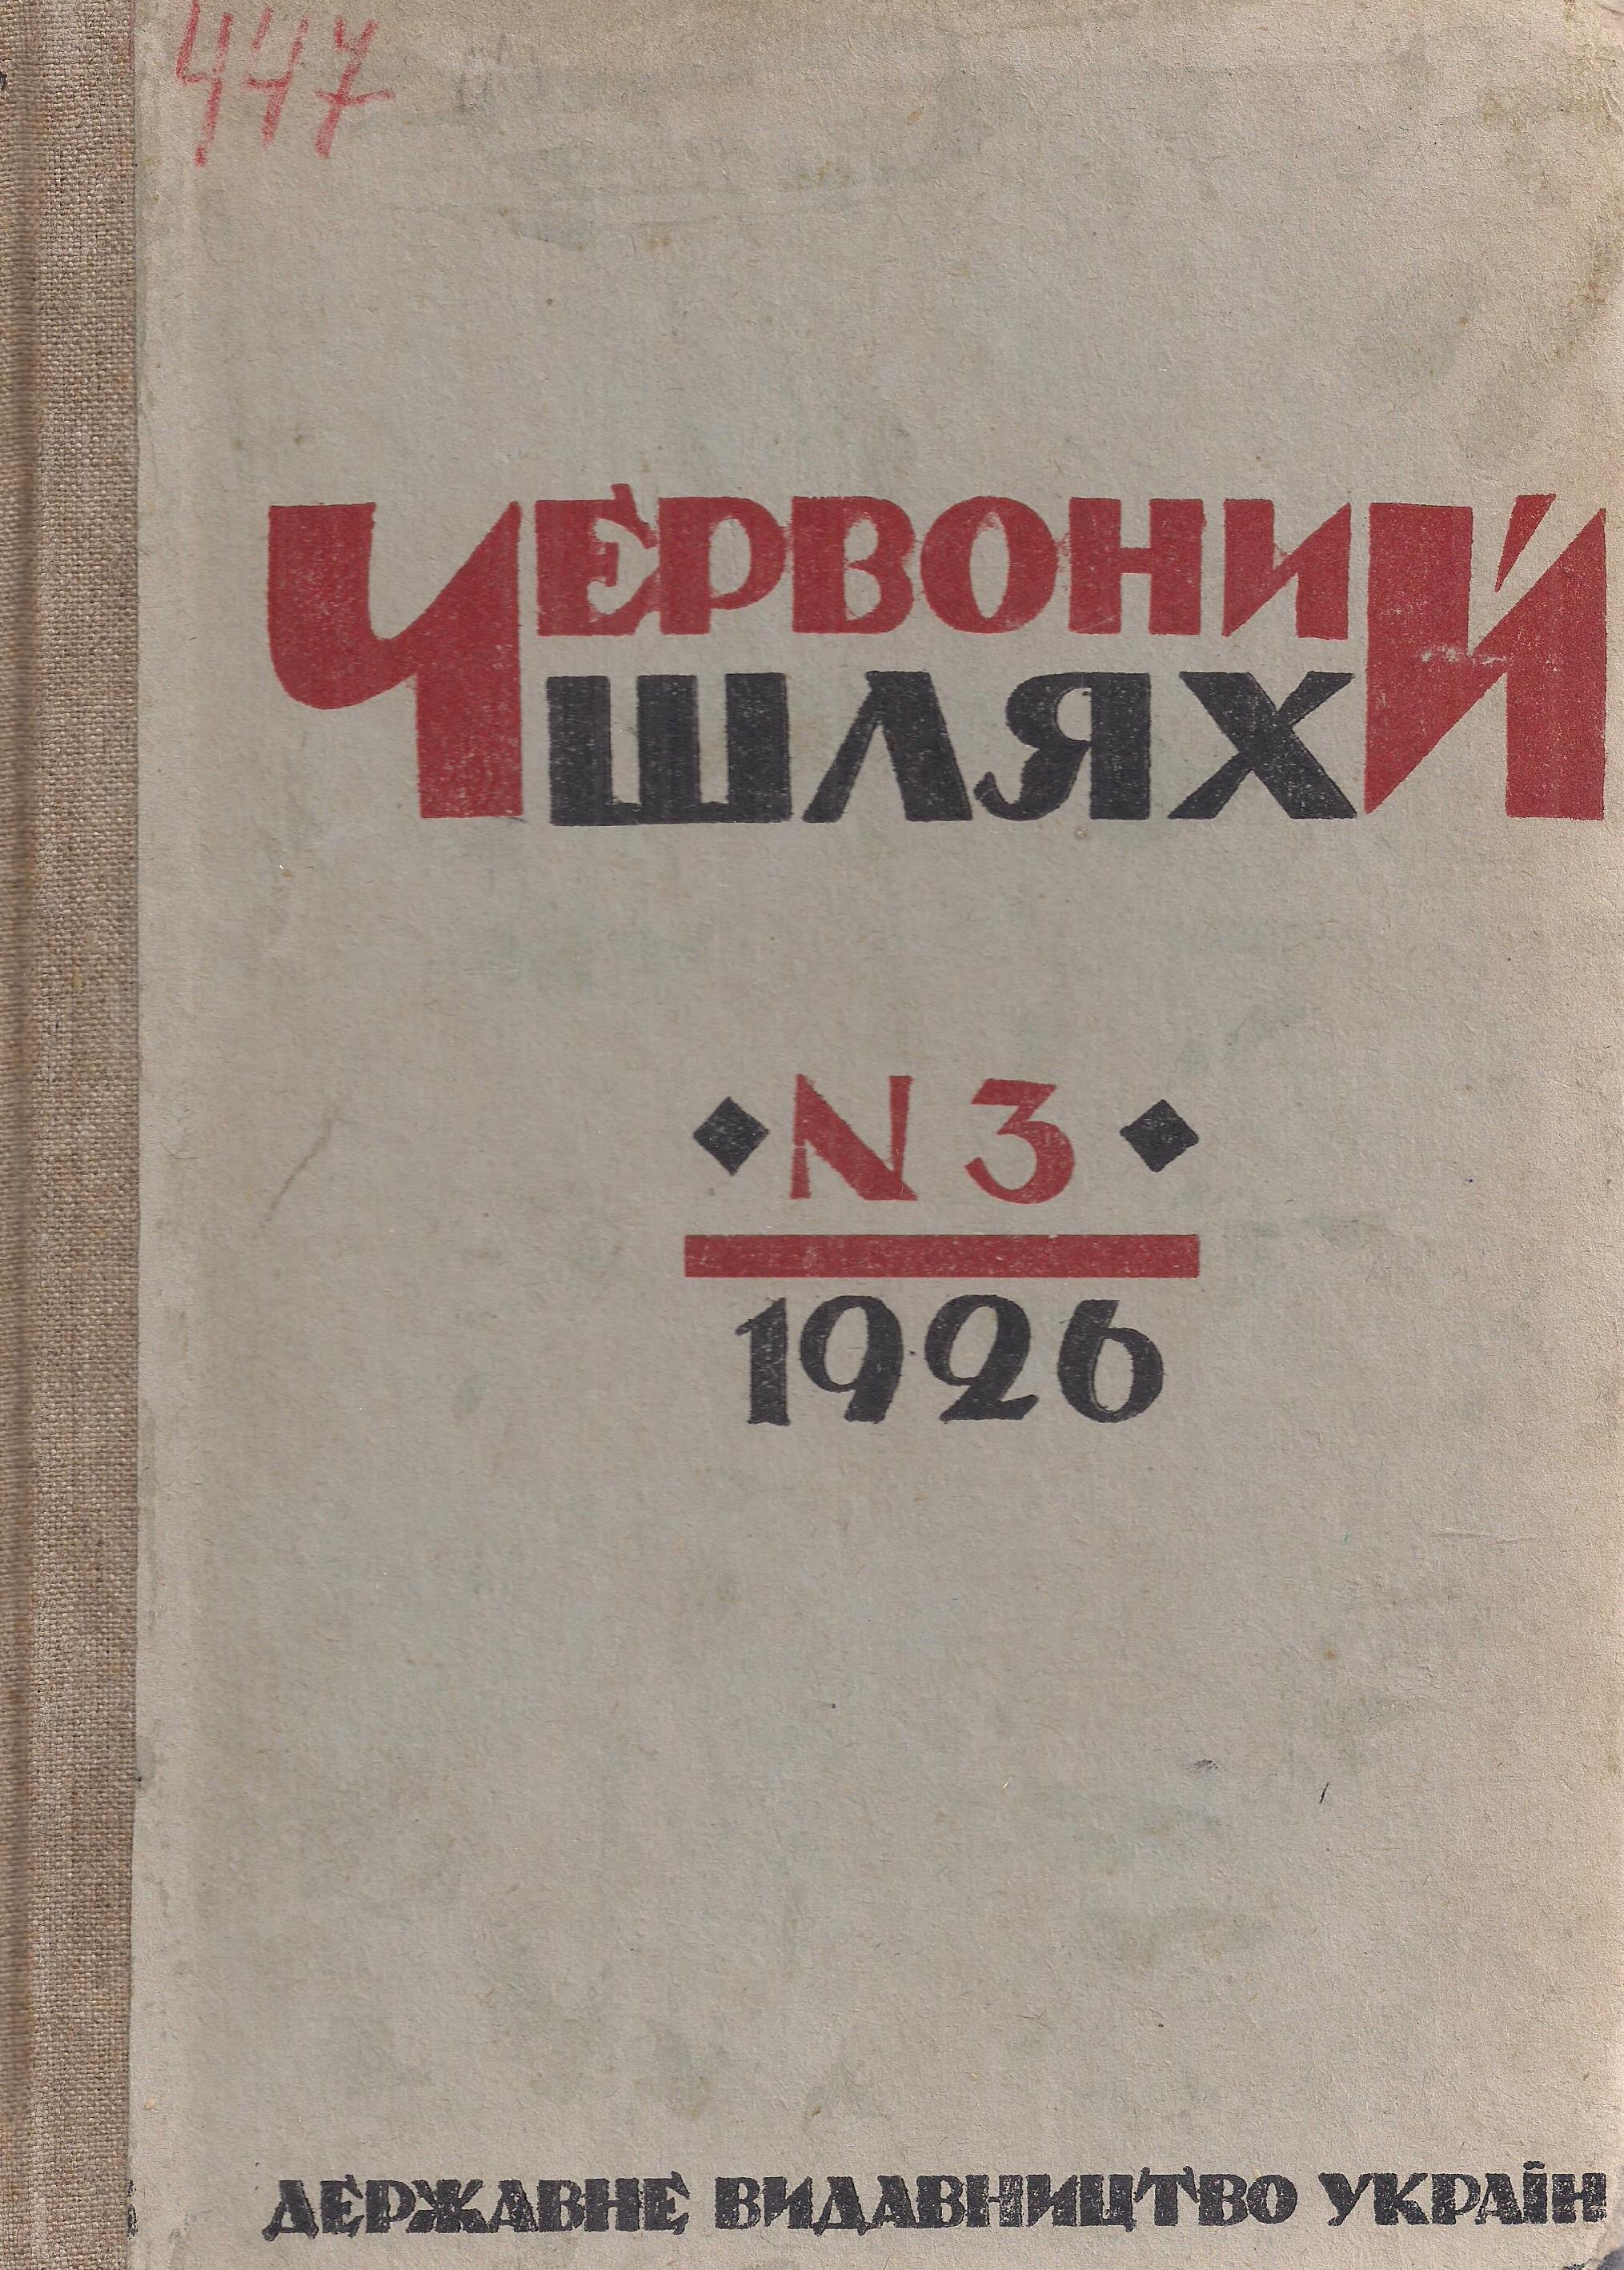 447
ЧЕРВОНИЙ
ШЛЯХ
N 3
1926
ДЕРЖАВНЕ ВИДАВНИЦТВО УКРАЇН